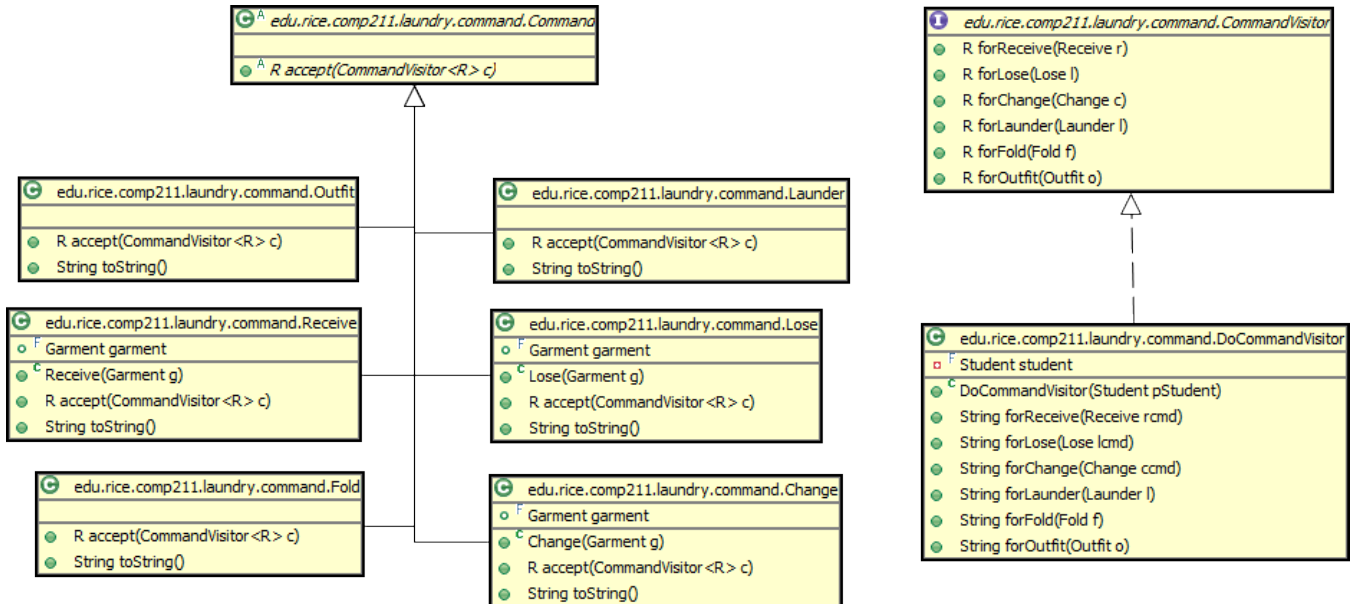 C A edu.rice.comp211.laundry.command.Command
A R accept(CommandVisitor<R> c)
I edu.rice.comp211.laundry.command.CommandVisitor
R forReceive(Receive r)
R forLose(Lose l)
R forChange(Change c)
R forLaunder(Launder l)
R forFold(Fold f)
R forOutfit(Outfit o)
C edu.rice.comp211.laundry.command.Outfit
R accept(CommandVisitor<R> c)
String toString()
C edu.rice.comp211.laundry.command.Launder
R accept(CommandVisitor<R> c)
String toString()
C edu.rice.comp211.laundry.command.Receive
F Garment garment
C Receive(Garment g)
R accept(CommandVisitor<R> c)
String toString()
C edu.rice.comp211.laundry.command.Lose
F Garment garment
C Lose(Garment g)
R accept(CommandVisitor<R> c)
String toString()
C edu.rice.comp211.laundry.command.DoCommandVisitor
F Student student
C DoCommandVisitor(Student pStudent)
String forReceive(Receive rcmd)
String forLose(Lose lcmd)
String forChange(Change ccmd)
String forLaunder(Launder l)
String forFold(Fold f)
String forOutfit(Outfit o)
C edu.rice.comp211.laundry.command.Fold
R accept(CommandVisitor<R> c)
String toString()
C edu.rice.comp211.laundry.command.Change
F Garment garment
C Change(Garment g)
R accept(CommandVisitor<R> c)
String toString()